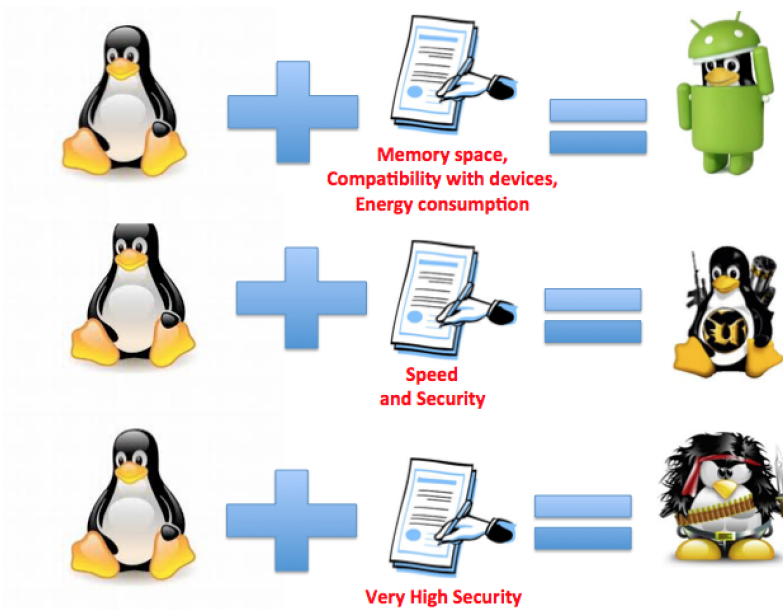 Memory space,
Compatibility with devices,
Energy consumption
Speed
and Security
Very High Security